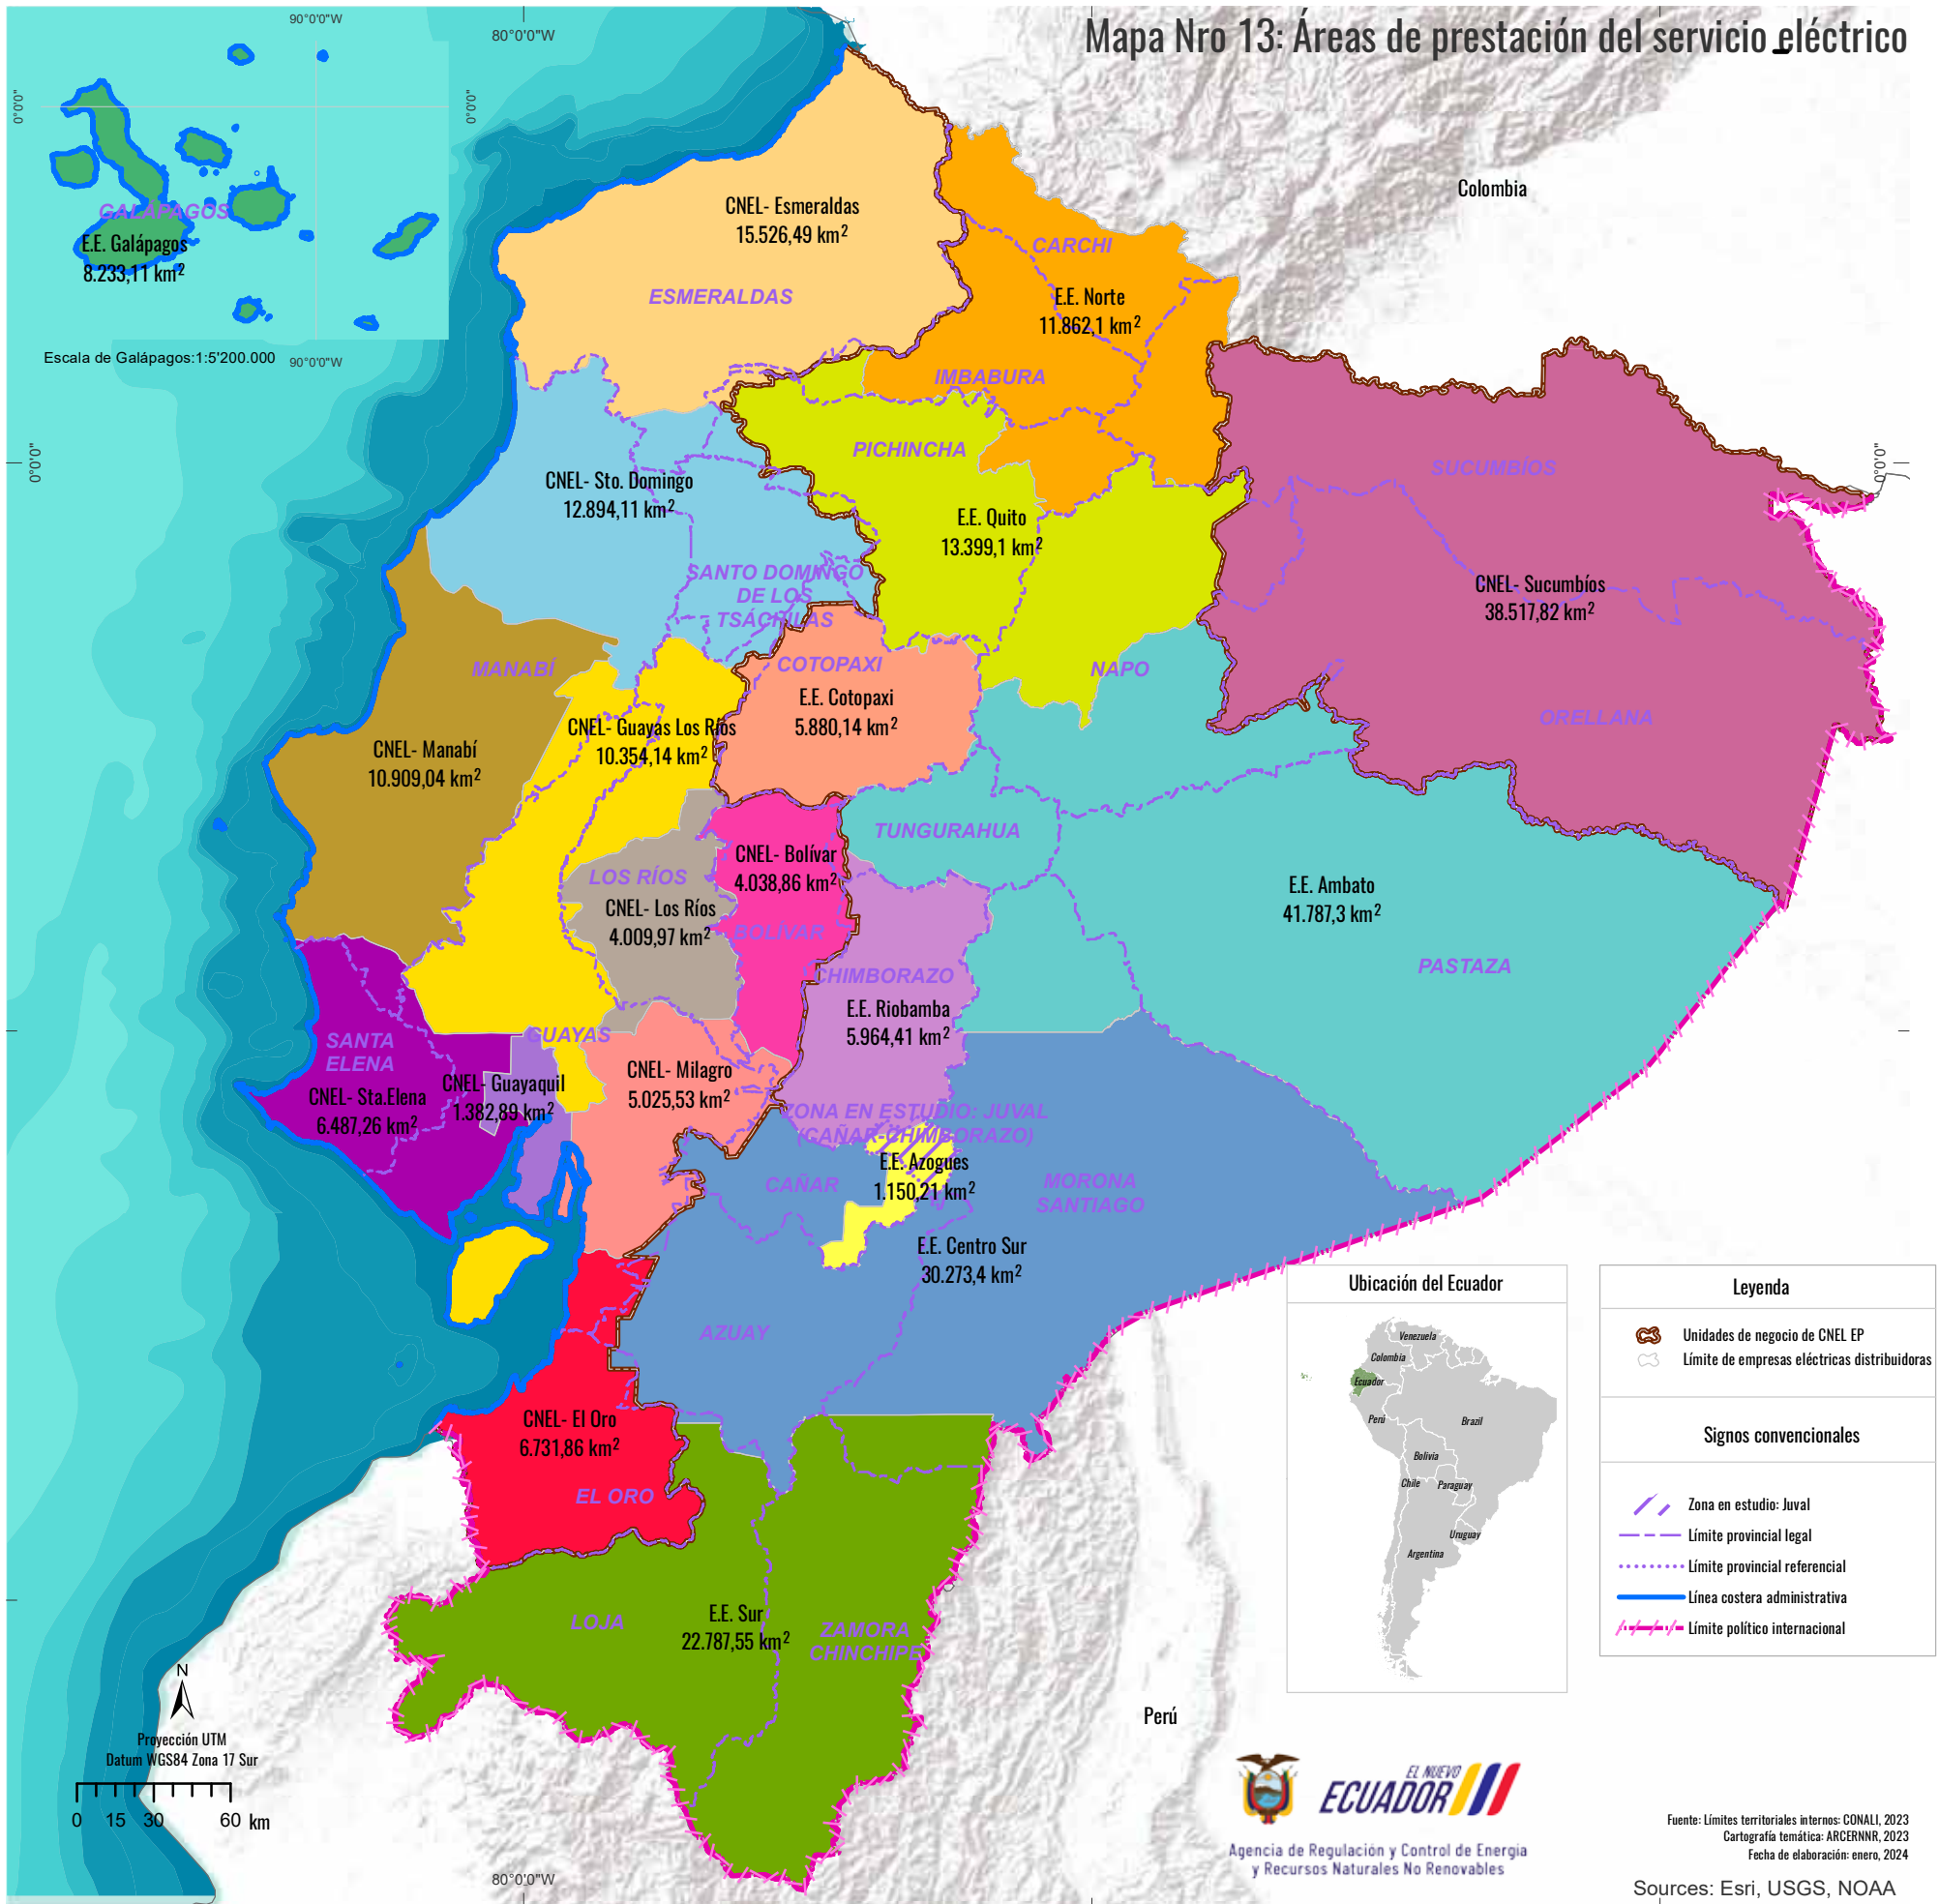 Mapa Nro 13: Áreas de prestación del servicio eléctrico
90°0'0"W
80°0'0"W
0°0'0"
0°0'0"
GALÁPAGOS
E.E. Galápagos
8.233,11 km²
Escala de Galápagos:1:5'200.000
90°0'0"W
0°0'0"
0°0'0"
Colombia
CNEL- Esmeraldas
15.526,49 km²
ESMERALDAS
CARCHI
E.E. Norte
11.862,1 km²
IMBABURA
PICHINCHA
SUCUMBÍOS
CNEL- Sto. Domingo
12.894,11 km²
E.E. Quito
13.399,1 km²
SANTO DOMINGO
DE LOS
TSÁCHILAS
CNEL- Sucumbíos
38.517,82 km²
MANABÍ
COTOPAXI
NAPO
E.E. Cotopaxi
5.880,14 km²
ORELLANA
CNEL- Guayas Los Ríos
10.354,14 km²
CNEL- Manabí
10.909,04 km²
TUNGURAHUA
CNEL- Bolívar
4.038,86 km²
LOS RÍOS
CNEL- Los Ríos
4.009,97 km²
BOLÍVAR
E.E. Ambato
41.787,3 km²
PASTAZA
CHIMBORAZO
E.E. Riobamba
5.964,41 km²
SANTA
ELENA
GUAYAS
CNEL- Sta.Elena
6.487,26 km²
CNEL- Guayaquil
1.382,89 km²
CNEL- Milagro
5.025,53 km²
ZONA EN ESTUDIO: JUVAL
(CAÑAR-CHIMBORAZO)
E.E. Azogues
1.150,21 km²
CAÑAR
MORONA
SANTIAGO
E.E. Centro Sur
30.273,4 km²
AZUAY
CNEL- El Oro
6.731,86 km²
EL ORO
LOJA
E.E. Sur
22.787,55 km²
ZAMORA
CHINCHIPE
Perú
Ubicación del Ecuador
Venezuela
Colombia
Ecuador
Perú
Brazil
Bolivia
Chile
Paraguay
Uruguay
Argentina
Leyenda
Unidades de negocio de CNEL EP
Límite de empresas eléctricas distribuidoras
Signos convencionales
Zona en estudio: Juval
Límite provincial legal
Límite provincial referencial
Línea costera administrativa
Límite político internacional
N
Proyección UTM
Datum WGS84 Zona 17 Sur
0 15 30 60 km
80°0'0"W
EL NUEVO
ECUADOR
Agencia de Regulación y Control de Energía
y Recursos Naturales No Renovables
Fuente: Límites territoriales internos: CONALI, 2023
Cartografía temática: ARCERNNR, 2023
Fecha de elaboración: enero, 2024
Sources: Esri, USGS, NOAA